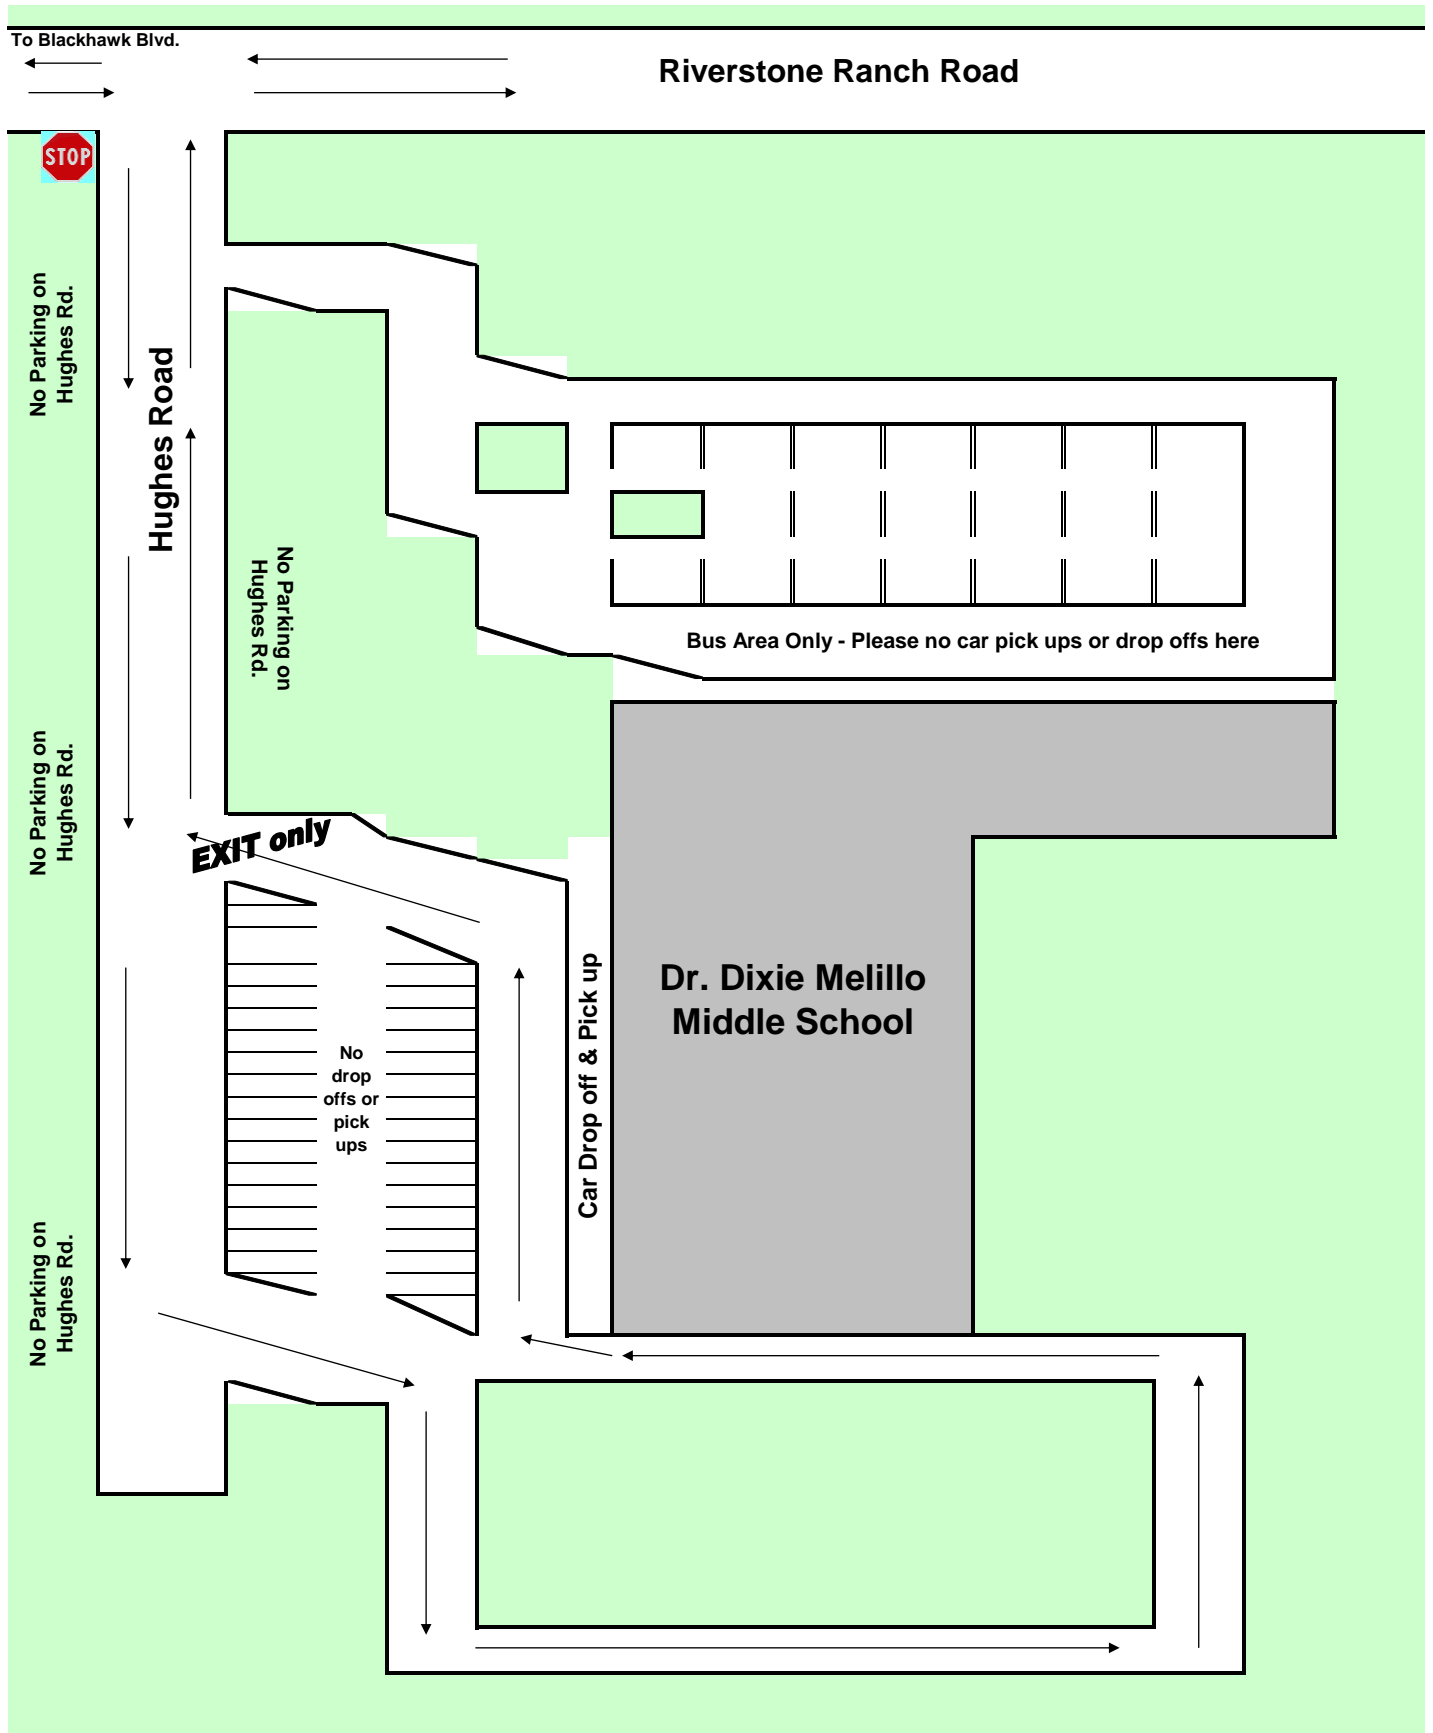 To Blackhawk Blvd.
Riverstone Ranch Road
STOP
No Parking on
Hughes Rd.
Hughes Road
No Parking on
Hughes Rd.
Bus Area Only - Please no car pick ups or drop offs here
No Parking on
Hughes Rd.
EXIT only
Car Drop off & Pick up
Dr. Dixie Melillo
Middle School
No
drop
offs or
pick
ups
No Parking on
Hughes Rd.